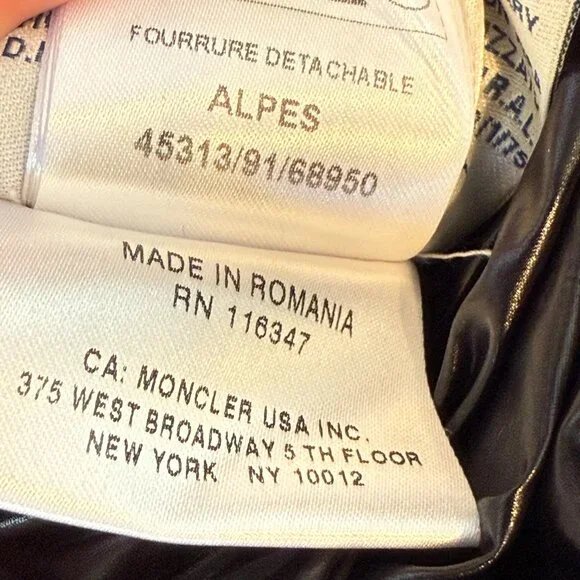 FOURRURE DETACHABLE
ALPES
45313/91/68950
MADE IN ROMANIA
RN 116347
CA: MONCLER USA INC.
375 WEST BROADWAY 5 TH FLOOR
NEW YORK NY 10012